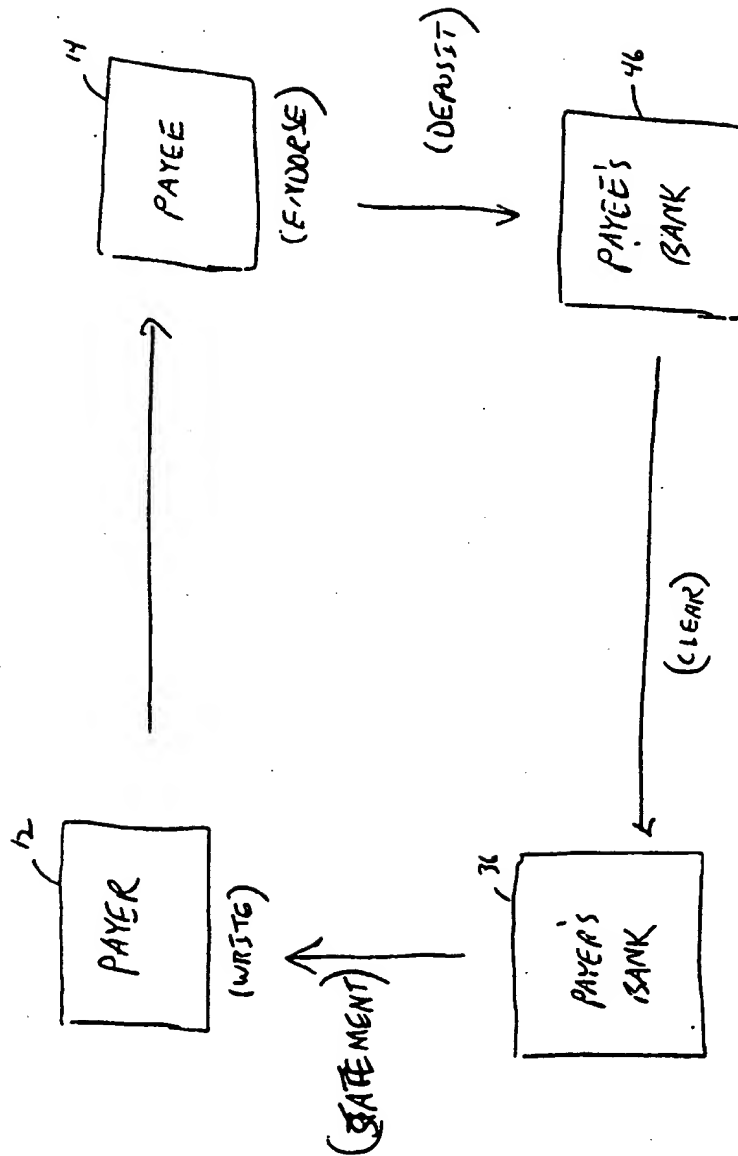 12
PAYER
(WRITE)
14
PAYEE
(ENDORSE)
(DEPOSIT)
46
PAYEE'S
BANK
(CLEAR)
36
PAYER'S
BANK
(STATEMENT)